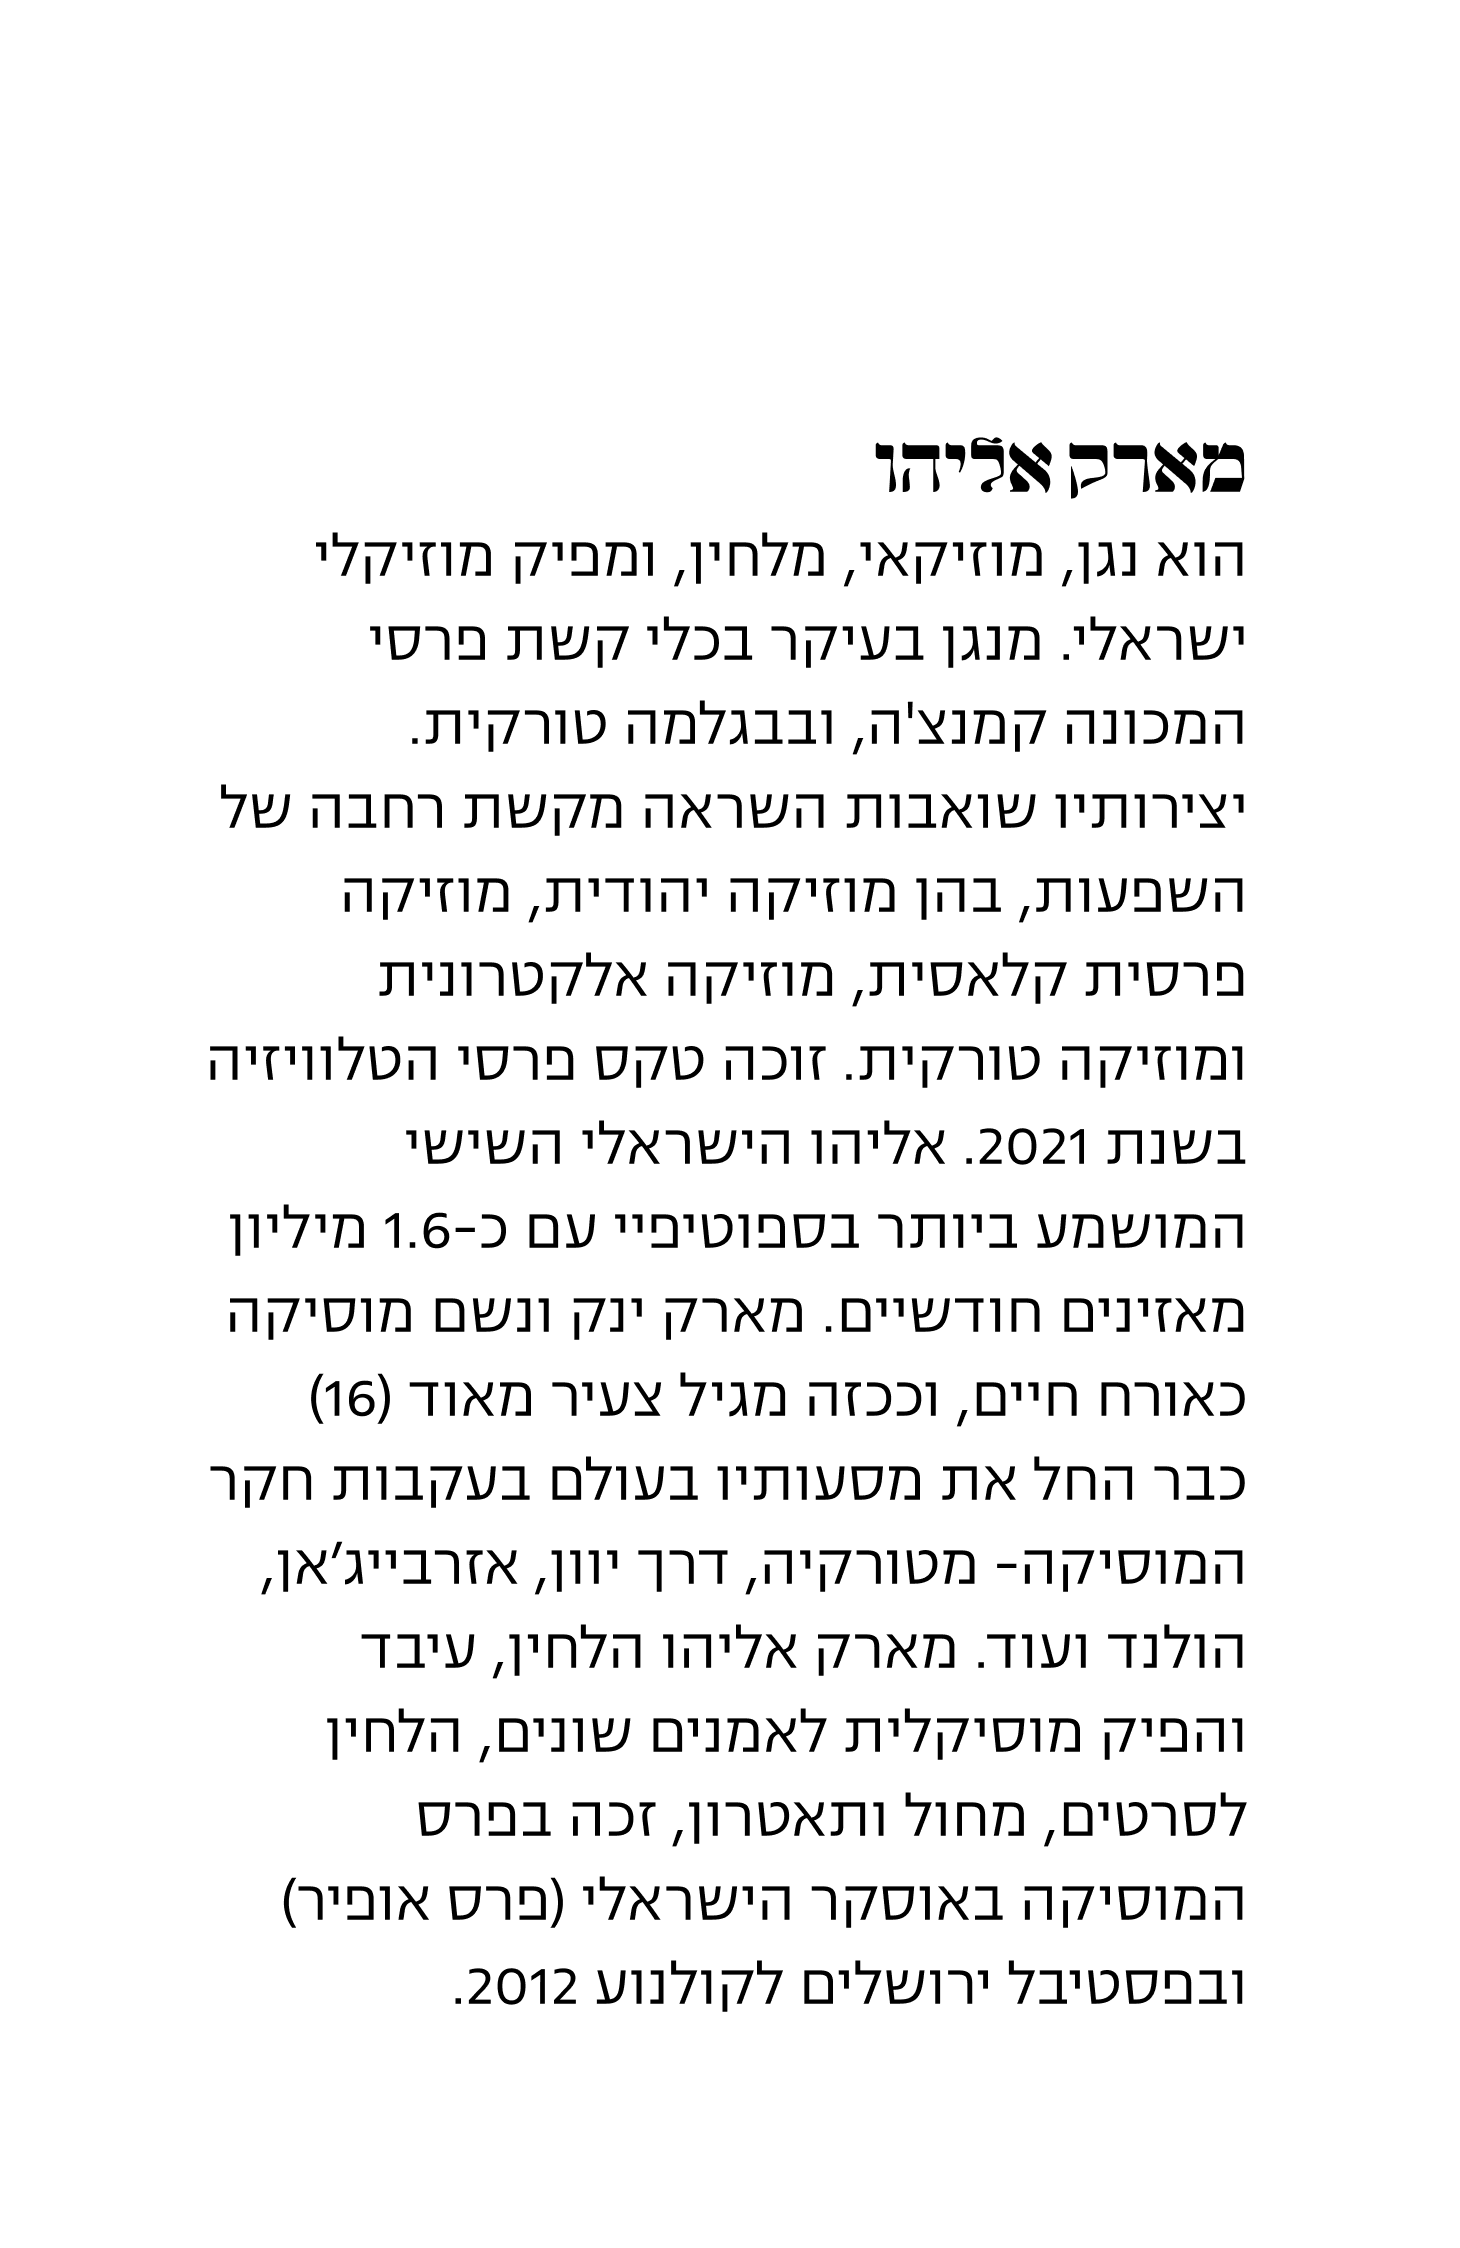 מארק אליהו
הוא נגן, מוזיקאי, מלחין, ומפיק מוזיקלי
ישראלי. מנגן בעיקר בכלי קשת פרסי
המכונה קמנצ'ה, ובבגלמה טורקית.
יצירותיו שואבות השראה מקשת רחבה של
השפעות, בהן מוזיקה יהודית, מוזיקה
פרסית קלאסית, מוזיקה אלקטרונית
ומוזיקה טורקית. זוכה טקס פרסי הטלוויזיה
בשנת 2021. אליהו הישראלי השישי
המושמע ביותר בספוטיפיי עם כ-1.6 מיליון
מאזינים חודשיים. מארק ינק ונשם מוסיקה
כאורח חיים, וככזה מגיל צעיר מאוד (16)
כבר החל את מסעותיו בעולם בעקבות חקר
המוסיקה- מטורקיה, דרך יוון, אזרבייג׳אן,
הולנד ועוד. מארק אליהו הלחין, עיבד
והפיק מוסיקלית לאמנים שונים, הלחין
לסרטים, מחול ותאטרון, זכה בפרס
המוסיקה באוסקר הישראלי (פרס אופיר)
ובפסטיבל ירושלים לקולנוע 2012.